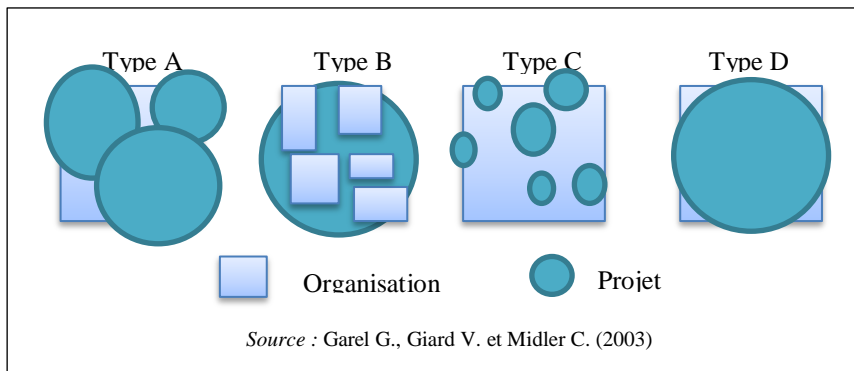 Type A Type B Type C Type D
Organisation Projet
Source : Garel G., Giard V. et Midler C. (2003)